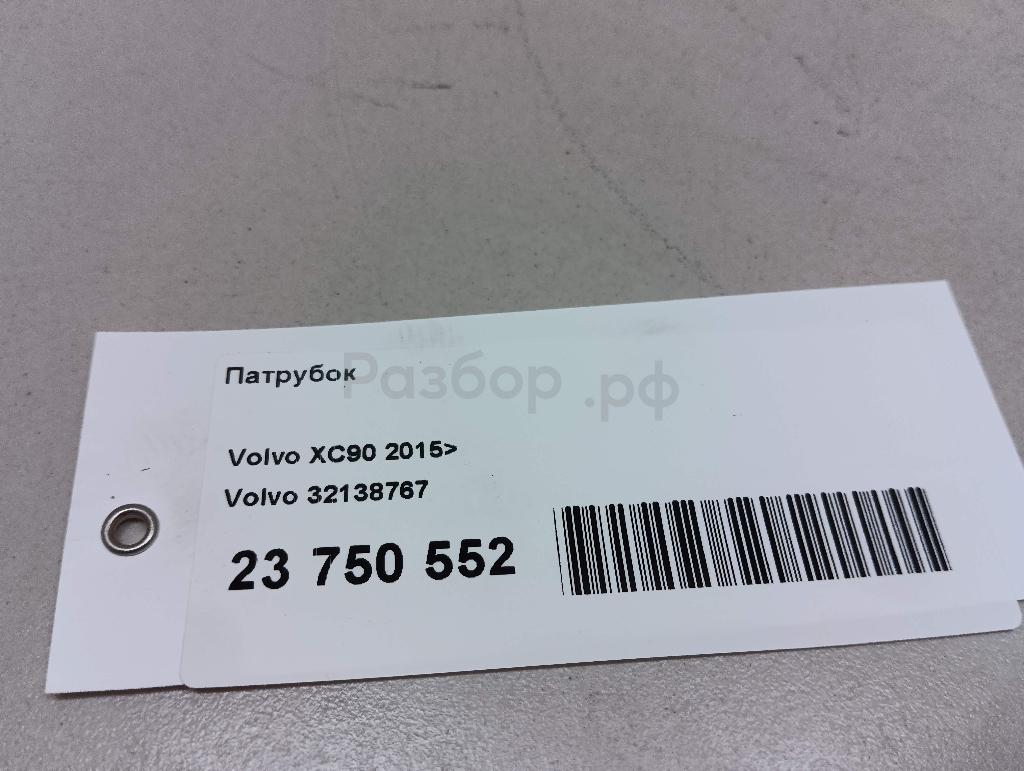 Патрубок
Разбор.рф
Volvo XC90 2015>
Volvo 32138767
23 750 552